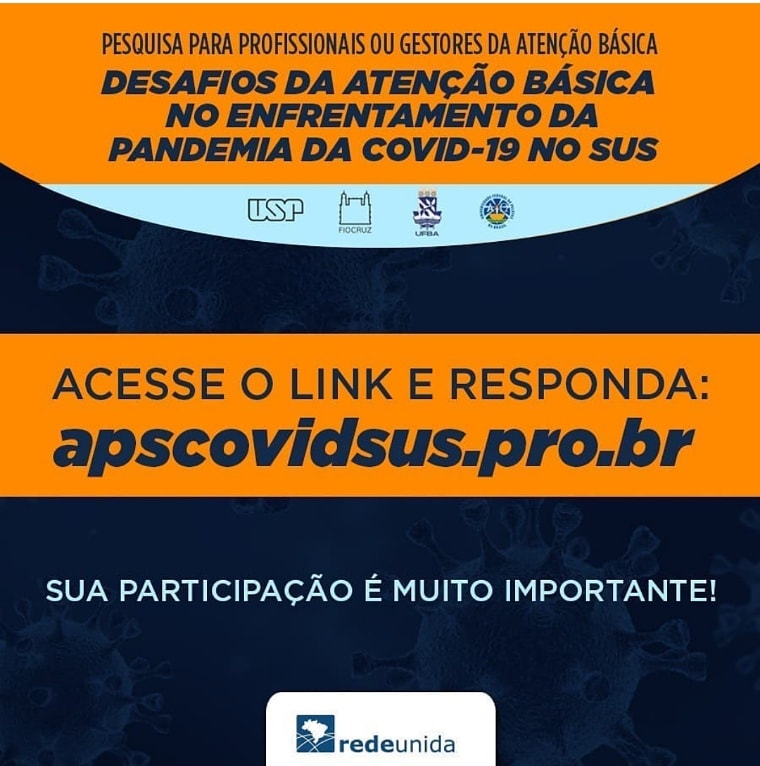 PESQUISA PARA PROFISSIONAIS OU GESTORES DA ATENÇÃO BÁSICA
DESAFIOS DA ATENÇÃO BÁSICA
NO ENFRENTAMENTO DA
PANDEMIA DA COVID-19 NO SUS
USP
FIOCRUZ
UFBA
ACESSE O LINK E RESPONDA:
apscovidsus.pro.br
SUA PARTICIPAÇÃO É MUITO IMPORTANTE!
redeunida